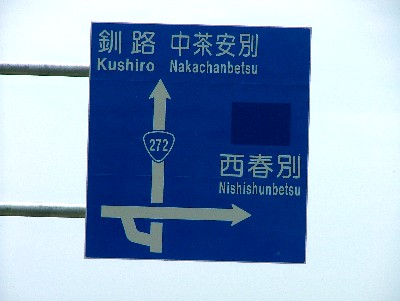 釧路 中茶安別
Kushiro Nakachanbetsu
272
西春別
Nishishunbetsu